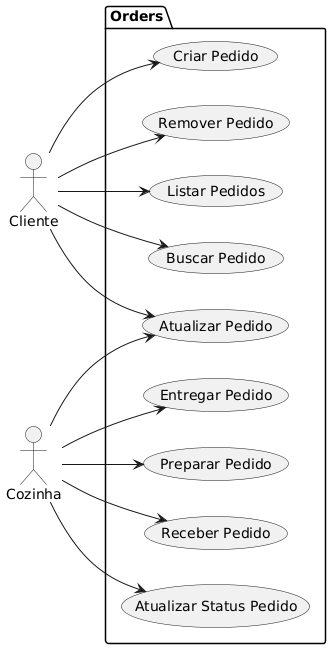 Orders
Criar Pedido
Remover Pedido
Cliente
Listar Pedidos
Buscar Pedido
Atualizar Pedido
Entregar Pedido
Cozinha
Preparar Pedido
Receber Pedido
Atualizar Status Pedido